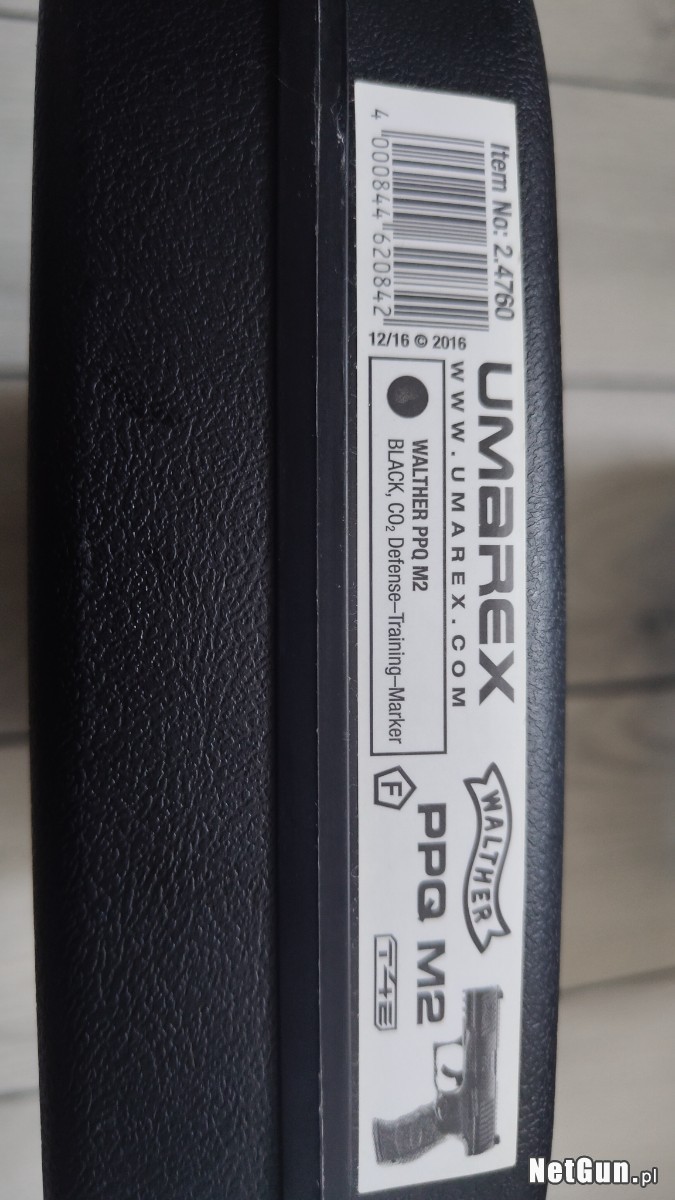 Item No: 2.4760
4 000844 620842
12/16 © 2016
UMAREX
WWW.UMAREX.COM
WALTHER PPQ M2
BLACK, CO₂ Defense–Training–Marker
F
WALTHER
PPQ M2
T4E
NetGun.pl